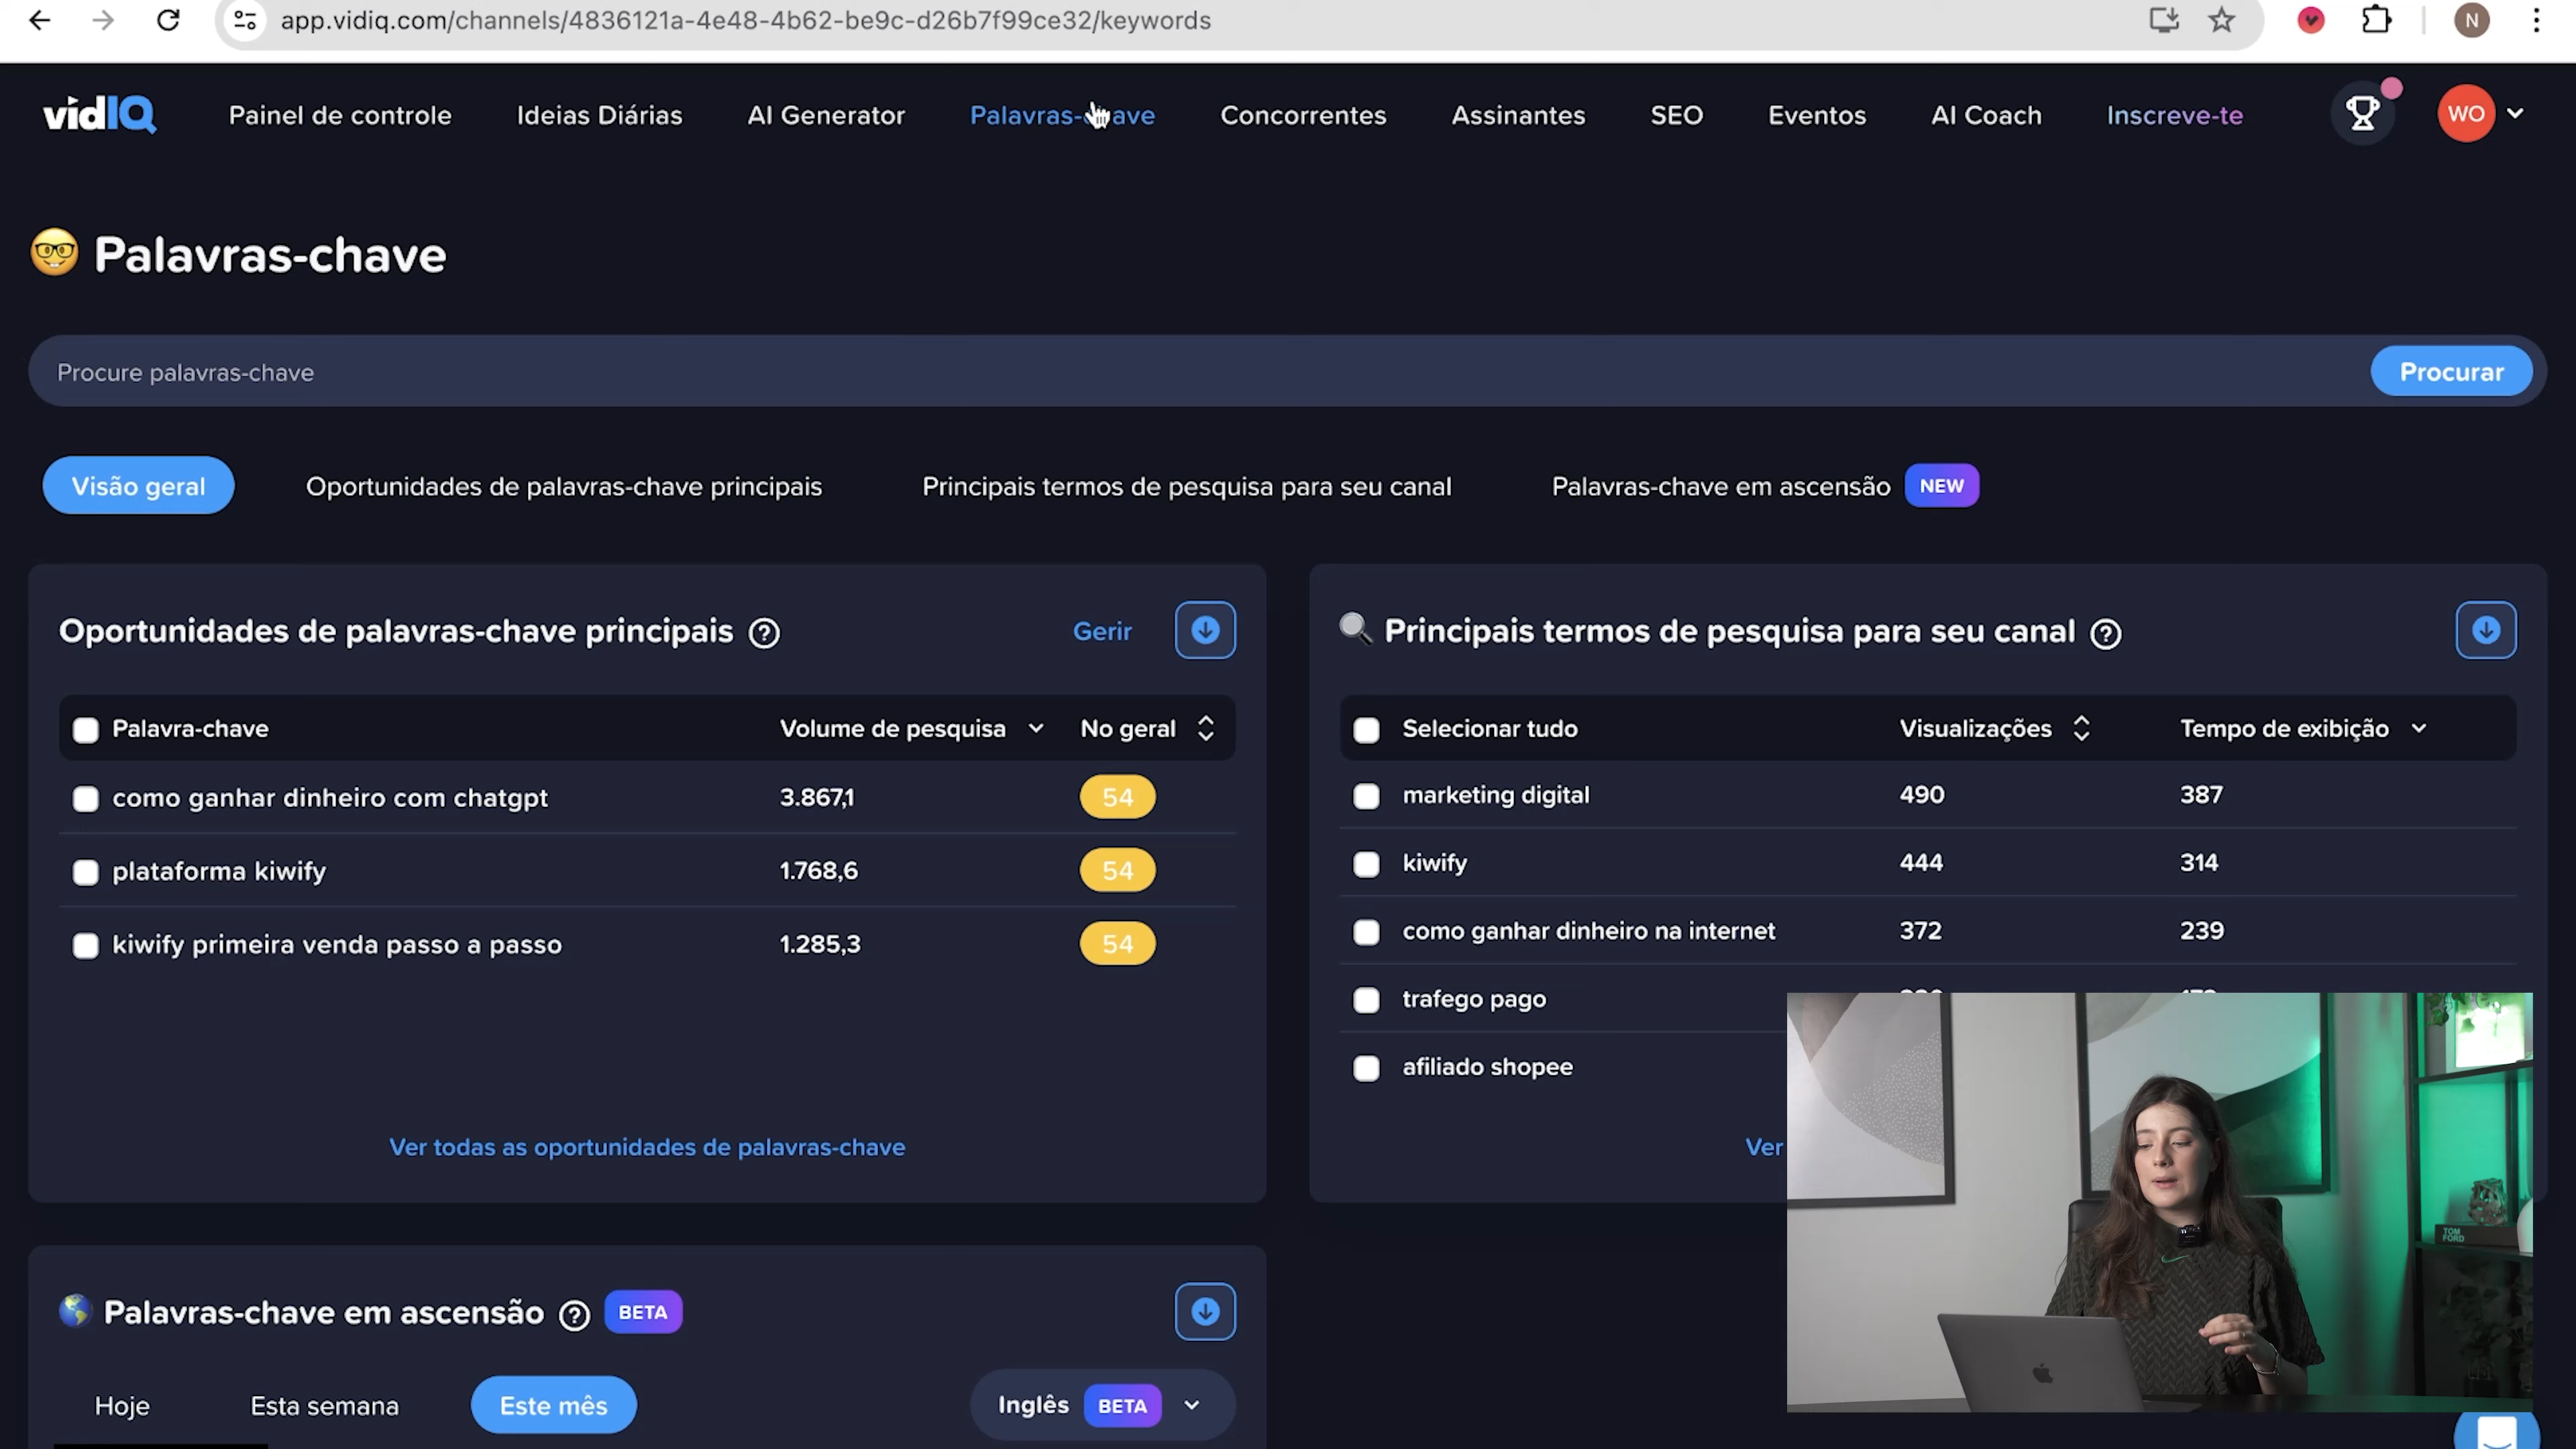 app.vidiq.com/channels/4836121a-4e48-4b62-be9c-d26b7f99ce32/keywords
N
vidIQ
Painel de controle
Ideias Diárias
AI Generator
Palavras-chave
Concorrentes
Assinantes
SEO
Eventos
AI Coach
Inscreve-te
WO
Palavras-chave
Procure palavras-chave
Procurar
Visão geral
Oportunidades de palavras-chave principais
Principais termos de pesquisa para seu canal
Palavras-chave em ascensão NEW
Oportunidades de palavras-chave principais
Gerir
Palavra-chave Volume de pesquisa No geral
como ganhar dinheiro com chatgpt 3.867,1 54
plataforma kiwify 1.768,6 54
kiwify primeira venda passo a passo 1.285,3 54
Ver todas as oportunidades de palavras-chave
Principais termos de pesquisa para seu canal
Selecionar tudo Visualizações Tempo de exibição
marketing digital 490 387
kiwify 444 314
como ganhar dinheiro na internet 372 239
trafego pago
afiliado shopee
Ver
Palavras-chave em ascensão BETA
Hoje
Esta semana
Este mês
Inglês BETA
TOM
FORD